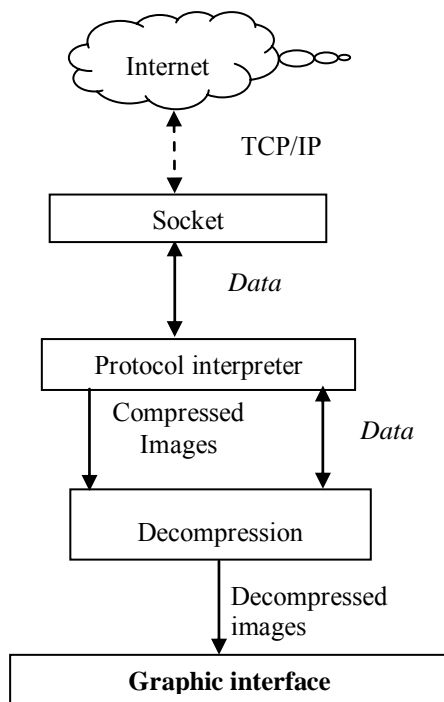 Internet
TCP/IP
Socket
Data
Protocol interpreter
Compressed
Images
Data
Decompression
Decompressed
images
Graphic interface